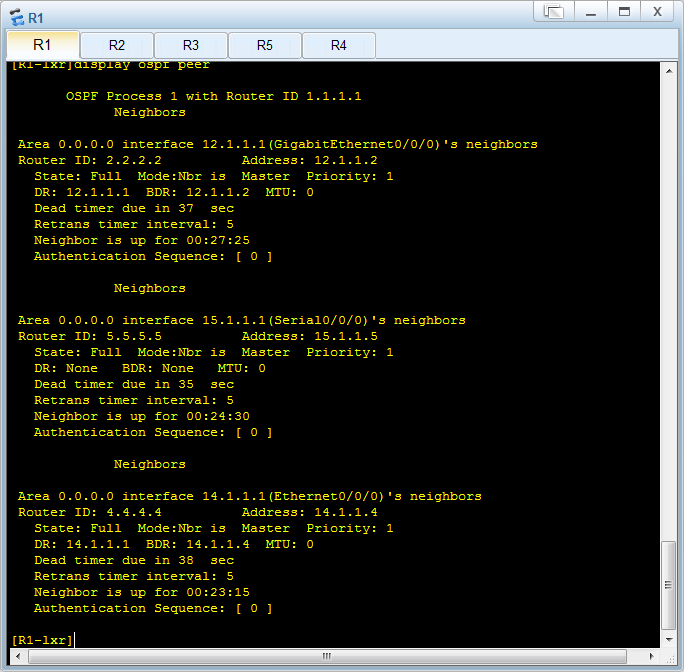 R1
R1 R2 R3 R5 R4
[R1-lxr]display ospf peer
OSPF Process 1 with Router ID 1.1.1.1
Neighbors
Area 0.0.0.0 interface 12.1.1.1(GigabitEthernet0/0/0)'s neighbors
Router ID: 2.2.2.2 Address: 12.1.1.2
State: Full Mode:Nbr is Master Priority: 1
DR: 12.1.1.1 BDR: 12.1.1.2 MTU: 0
Dead timer due in 37 sec
Retrans timer interval: 5
Neighbor is up for 00:27:25
Authentication Sequence: [ 0 ]
Neighbors
Area 0.0.0.0 interface 15.1.1.1(Serial0/0/0)'s neighbors
Router ID: 5.5.5.5 Address: 15.1.1.5
State: Full Mode:Nbr is Master Priority: 1
DR: None BDR: None MTU: 0
Dead timer due in 35 sec
Retrans timer interval: 5
Neighbor is up for 00:24:30
Authentication Sequence: [ 0 ]
Neighbors
Area 0.0.0.0 interface 14.1.1.1(Ethernet0/0/0)'s neighbors
Router ID: 4.4.4.4 Address: 14.1.1.4
State: Full Mode:Nbr is Master Priority: 1
DR: 14.1.1.1 BDR: 14.1.1.4 MTU: 0
Dead timer due in 38 sec
Retrans timer interval: 5
Neighbor is up for 00:23:15
Authentication Sequence: [ 0 ]
[R1-lxr]